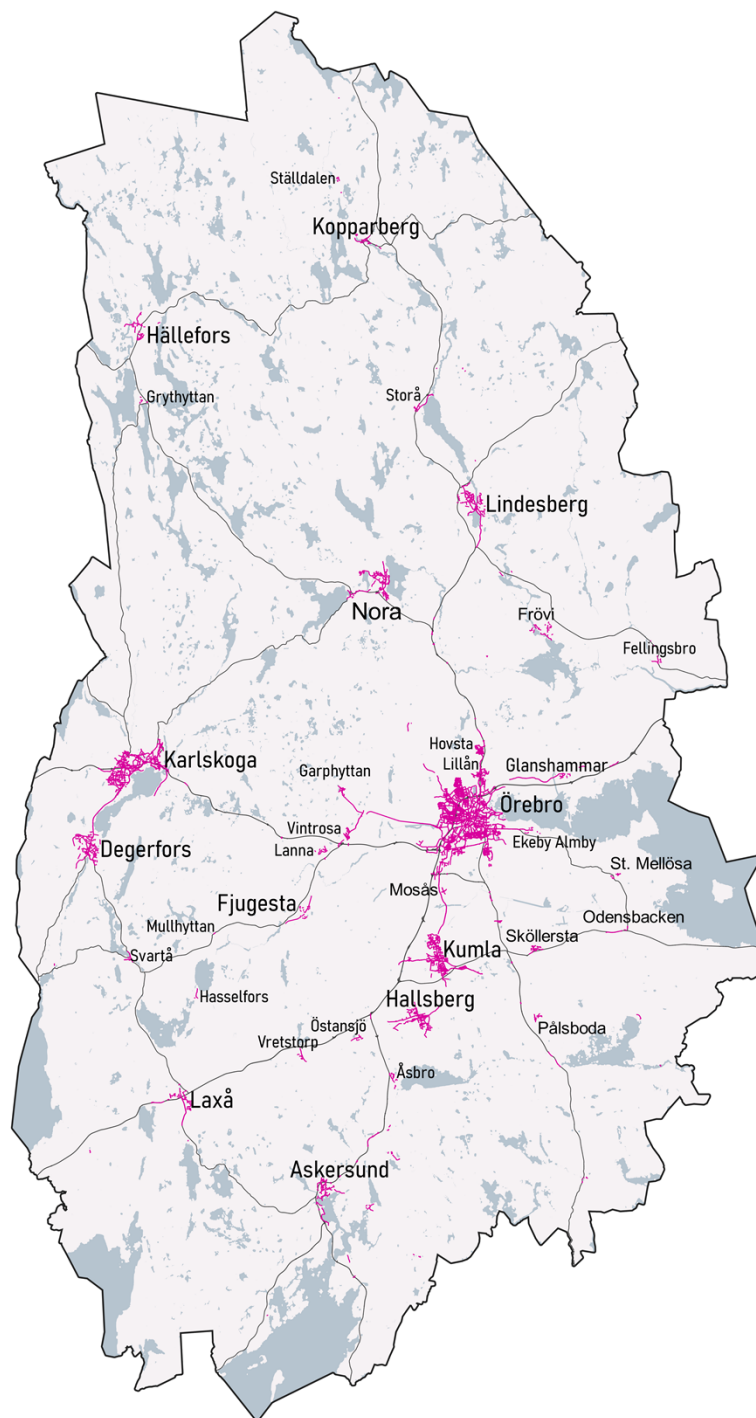 Ställdalen
Kopparberg
Hällefors
Grythyttan
Storå
Lindesberg
Nora
Frövi
Fellingsbro
Hovsta
Lillån
Glanshammar
Karlskoga
Garphyttan
Örebro
Vintrosa
Ekeby Almby
Lanna
Degerfors
St. Mellösa
Mosås
Fjugesta
Odensbacken
Mullhyttan
Sköllersta
Kumla
Svartå
Hasselfors
Hallsberg
Östansjö
Pålsboda
Vretstorp
Åsbro
Laxå
Askersund